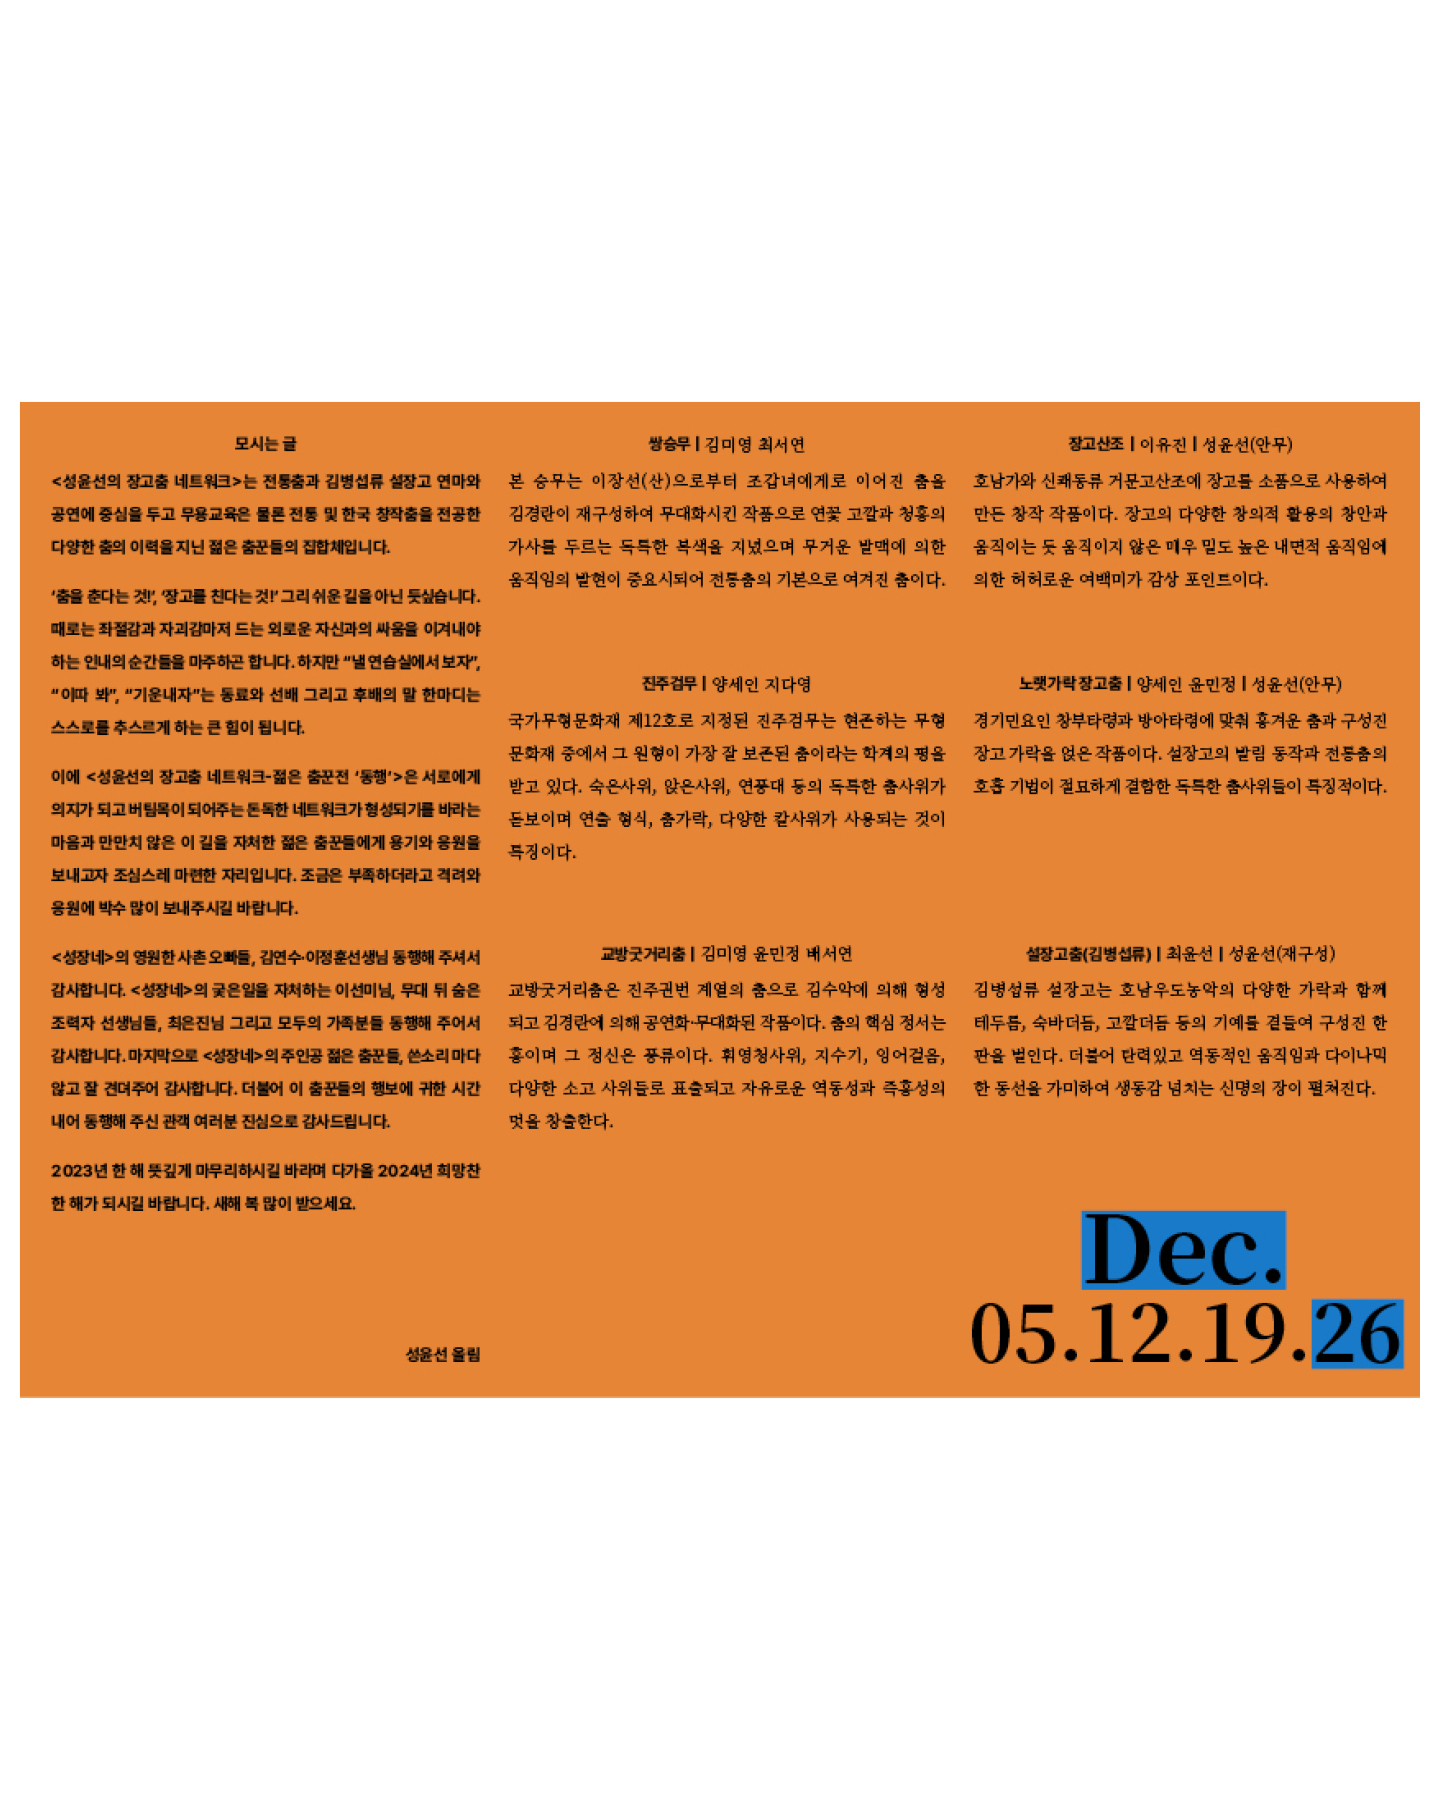 모시는 글
<성윤선의 장고춤 네트워크>는 전통춤과 김병섭류 설장고 연마와
공연에 중심을 두고 무용교육은 물론 전통 및 한국 창작춤을 전공한
다양한 춤의 이력을 지닌 젊은 춤꾼들의 집합체입니다.
‘춤을 춘다는 것!’, ‘장고를 친다는 것!’ 그리 쉬운 길을 아닌 듯싶습니다.
때로는 좌절감과 자괴감마저 드는 외로운 자신과의 싸움을 이겨내야
하는 인내의 순간들을 마주하곤 합니다. 하지만 “낼 연습실에서 보자”,
“이따 봐”, “기운내자”는 동료와 선배 그리고 후배의 말 한마디는
스스로를 추스르게 하는 큰 힘이 됩니다.
이에 <성윤선의 장고춤 네트워크-젊은 춤꾼전 ‘동행’>은 서로에게
의지가 되고 버팀목이 되어주는 돈독한 네트워크가 형성되기를 바라는
마음과 만만치 않은 이 길을 자처한 젊은 춤꾼들에게 용기와 응원을
보내고자 조심스레 마련한 자리입니다. 조금은 부족하더라고 격려와
응원에 박수 많이 보내주시길 바랍니다.
<성장네>의 영원한 사촌 오빠들, 김연수·이정훈선생님 동행해 주셔서
감사합니다. <성장네>의 궂은일을 자처하는 이선미님, 무대 뒤 숨은
조력자 선생님들, 최은진님 그리고 모두의 가족분들 동행해 주어서
감사합니다. 마지막으로 <성장네>의 주인공 젊은 춤꾼들, 쓴소리 마다
않고 잘 견뎌주어 감사합니다. 더불어 이 춤꾼들의 행보에 귀한 시간
내어 동행해 주신 관객 여러분 진심으로 감사드립니다.
2023년 한 해 뜻깊게 마무리하시길 바라며 다가올 2024년 희망찬
한 해가 되시길 바랍니다. 새해 복 많이 받으세요.
성윤선 올림
쌍승무 | 김미영 최서연
본 승무는 이장선(산)으로부터 조갑녀에게로 이어진 춤을
김경란이 재구성하여 무대화시킨 작품으로 연꽃 고깔과 청홍의
가사를 두르는 독특한 복색을 지녔으며 무거운 발맥에 의한
움직임의 발현이 중요시되어 전통춤의 기본으로 여겨진 춤이다.
진주검무 | 양세인 지다영
국가무형문화재 제12호로 지정된 진주검무는 현존하는 무형
문화재 중에서 그 원형이 가장 잘 보존된 춤이라는 학계의 평을
받고 있다. 숙은사위, 앉은사위, 연풍대 등의 독특한 춤사위가
돋보이며 연출 형식, 춤가락, 다양한 칼사위가 사용되는 것이
특징이다.
교방굿거리춤 | 김미영 윤민정 배서연
교방굿거리춤은 진주권번 계열의 춤으로 김수악에 의해 형성
되고 김경란에 의해 공연화·무대화된 작품이다. 춤의 핵심 정서는
흥이며 그 정신은 풍류이다. 휘영청사위, 지수기, 잉어걸음,
다양한 소고 사위들로 표출되고 자유로운 역동성과 즉흥성의
멋을 창출한다.
장고산조 | 이유진 | 성윤선(안무)
호남가와 신쾌동류 거문고산조에 장고를 소품으로 사용하여
만든 창작 작품이다. 장고의 다양한 창의적 활용의 창안과
움직이는 듯 움직이지 않은 매우 밀도 높은 내면적 움직임에
의한 허허로운 여백미가 감상 포인트이다.
노랫가락 장고춤 | 양세인 윤민정 | 성윤선(안무)
경기민요인 창부타령과 방아타령에 맞춰 흥겨운 춤과 구성진
장고 가락을 얹은 작품이다. 설장고의 발림 동작과 전통춤의
호흡 기법이 절묘하게 결합한 독특한 춤사위들이 특징적이다.
설장고춤(김병섭류) | 최윤선 | 성윤선(재구성)
김병섭류 설장고는 호남우도농악의 다양한 가락과 함께
테두름, 숙바더듬, 고깔더듬 등의 기예를 곁들여 구성진 한
판을 벌인다. 더불어 단력있고 역동적인 움직임과 다이나믹
한 동선을 가미하여 생동감 넘치는 신명의 장이 펼쳐진다.
Dec.
05.12.19.26